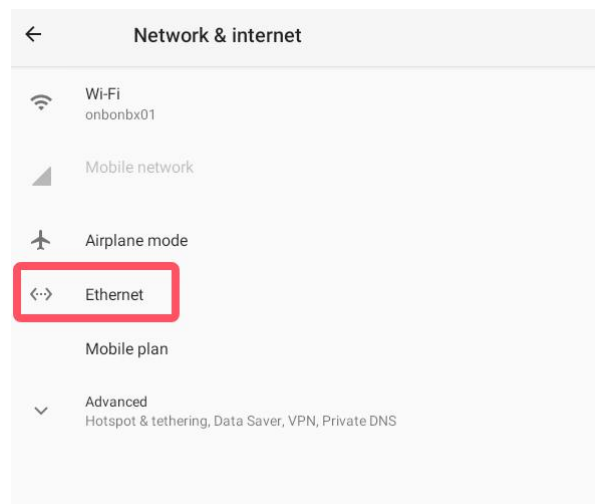 Network & internet
Wi-Fi
onbonbx01
Mobile network
Airplane mode
Ethernet
Mobile plan
Advanced
Hotspot & tethering, Data Saver, VPN, Private DNS